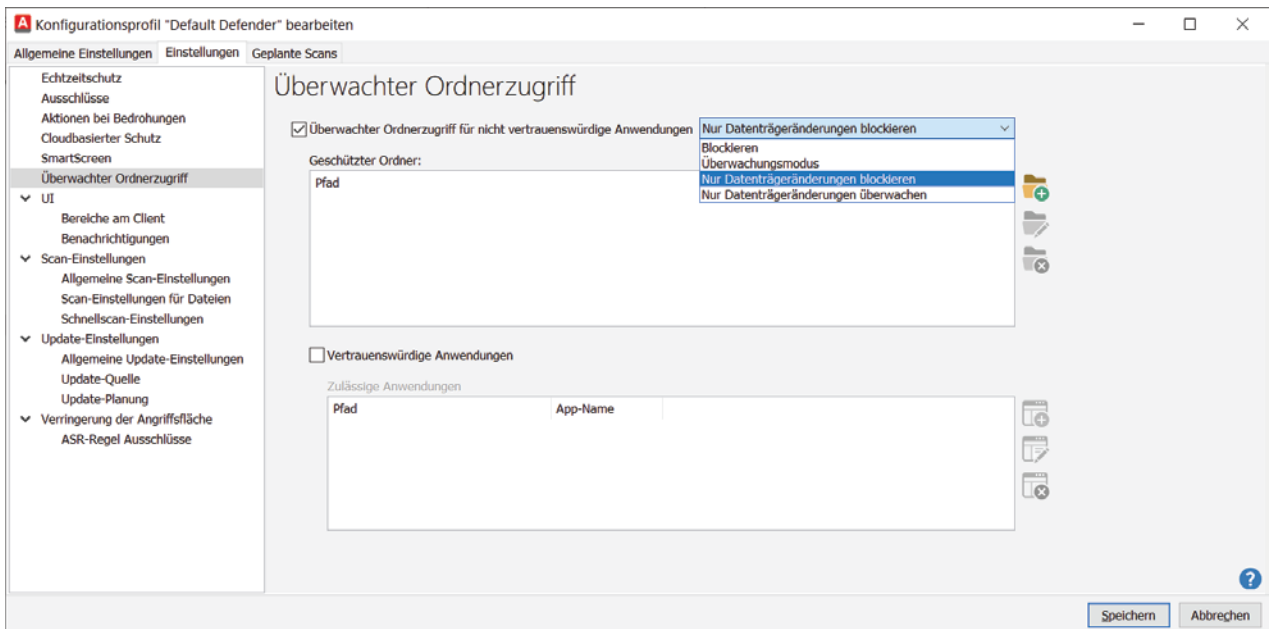 A Konfigurationsprofil "Default Defender" bearbeiten
Allgemeine Einstellungen Einstellungen Geplante Scans
Echtzeitschutz
Ausschlüsse
Aktionen bei Bedrohungen
Cloudbasierter Schutz
SmartScreen
Überwachter Ordnerzugriff
UI
Bereiche am Client
Benachrichtigungen
Scan-Einstellungen
Allgemeine Scan-Einstellungen
Scan-Einstellungen für Dateien
Schnellscan-Einstellungen
Update-Einstellungen
Allgemeine Update-Einstellungen
Update-Quelle
Update-Planung
Verringerung der Angriffsfläche
ASR-Regel Ausschlüsse
Überwachter Ordnerzugriff
Überwachter Ordnerzugriff für nicht vertrauenswürdige Anwendungen Nur Datenträgeränderungen blockieren
Blockieren
Überwachungsmodus
Nur Datenträgeränderungen blockieren
Nur Datenträgeränderungen überwachen
Geschützter Ordner:
Pfad
Vertrauenswürdige Anwendungen
Zulässige Anwendungen
Pfad App-Name
?
Speichern Abbrechen